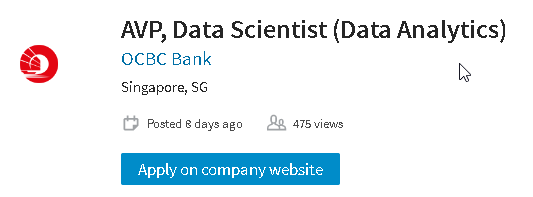 AVP, Data Scientist (Data Analytics)
OCBC Bank
Singapore, SG
Posted 8 days ago 475 views
Apply on company website